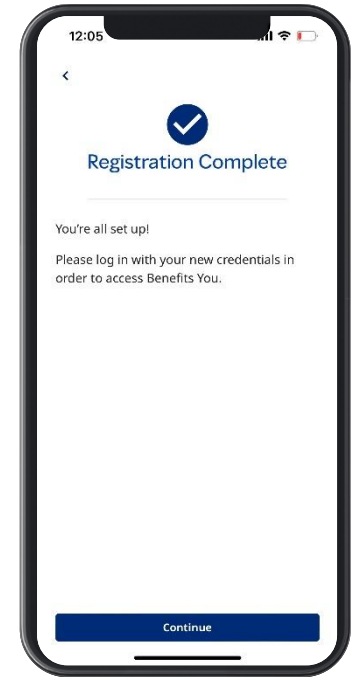 12:05
Registration Complete
You're all set up!
Please log in with your new credentials in
order to access Benefits You.
Continue